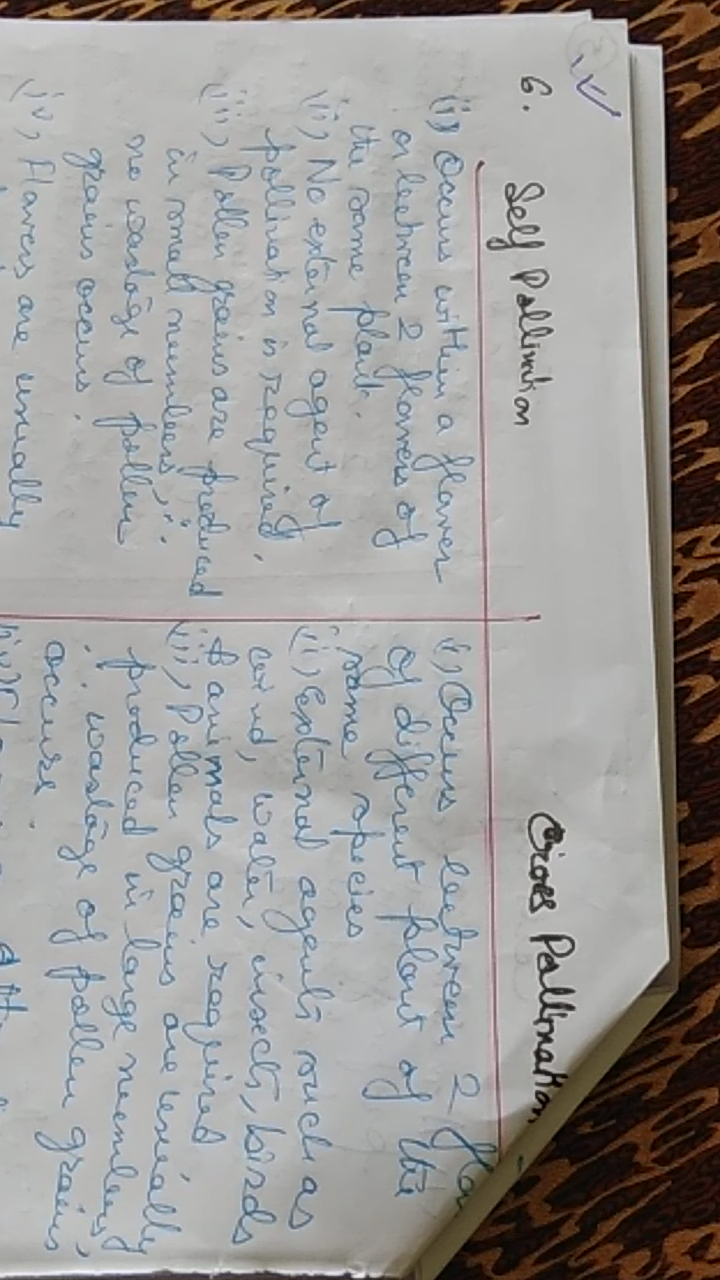 6. Self Pollination
(i) Occurs within a flower
or between 2 flowers of
the same plant.
(ii) No external agent of
pollination is required.
(iii) Pollen grains are produced
in small numbers, ∴
no wastage of pollen
grains occurs.
(iv) Flowers are usually
Cross Pollination
(i) Occurs between 2
of different plant of the
same species
(ii) External agents such as
wind, water, insects, birds
& animals are required
(iii) Pollen grains are usually
produced in large numbers,
∴ wastage of pollen grains
occurs.